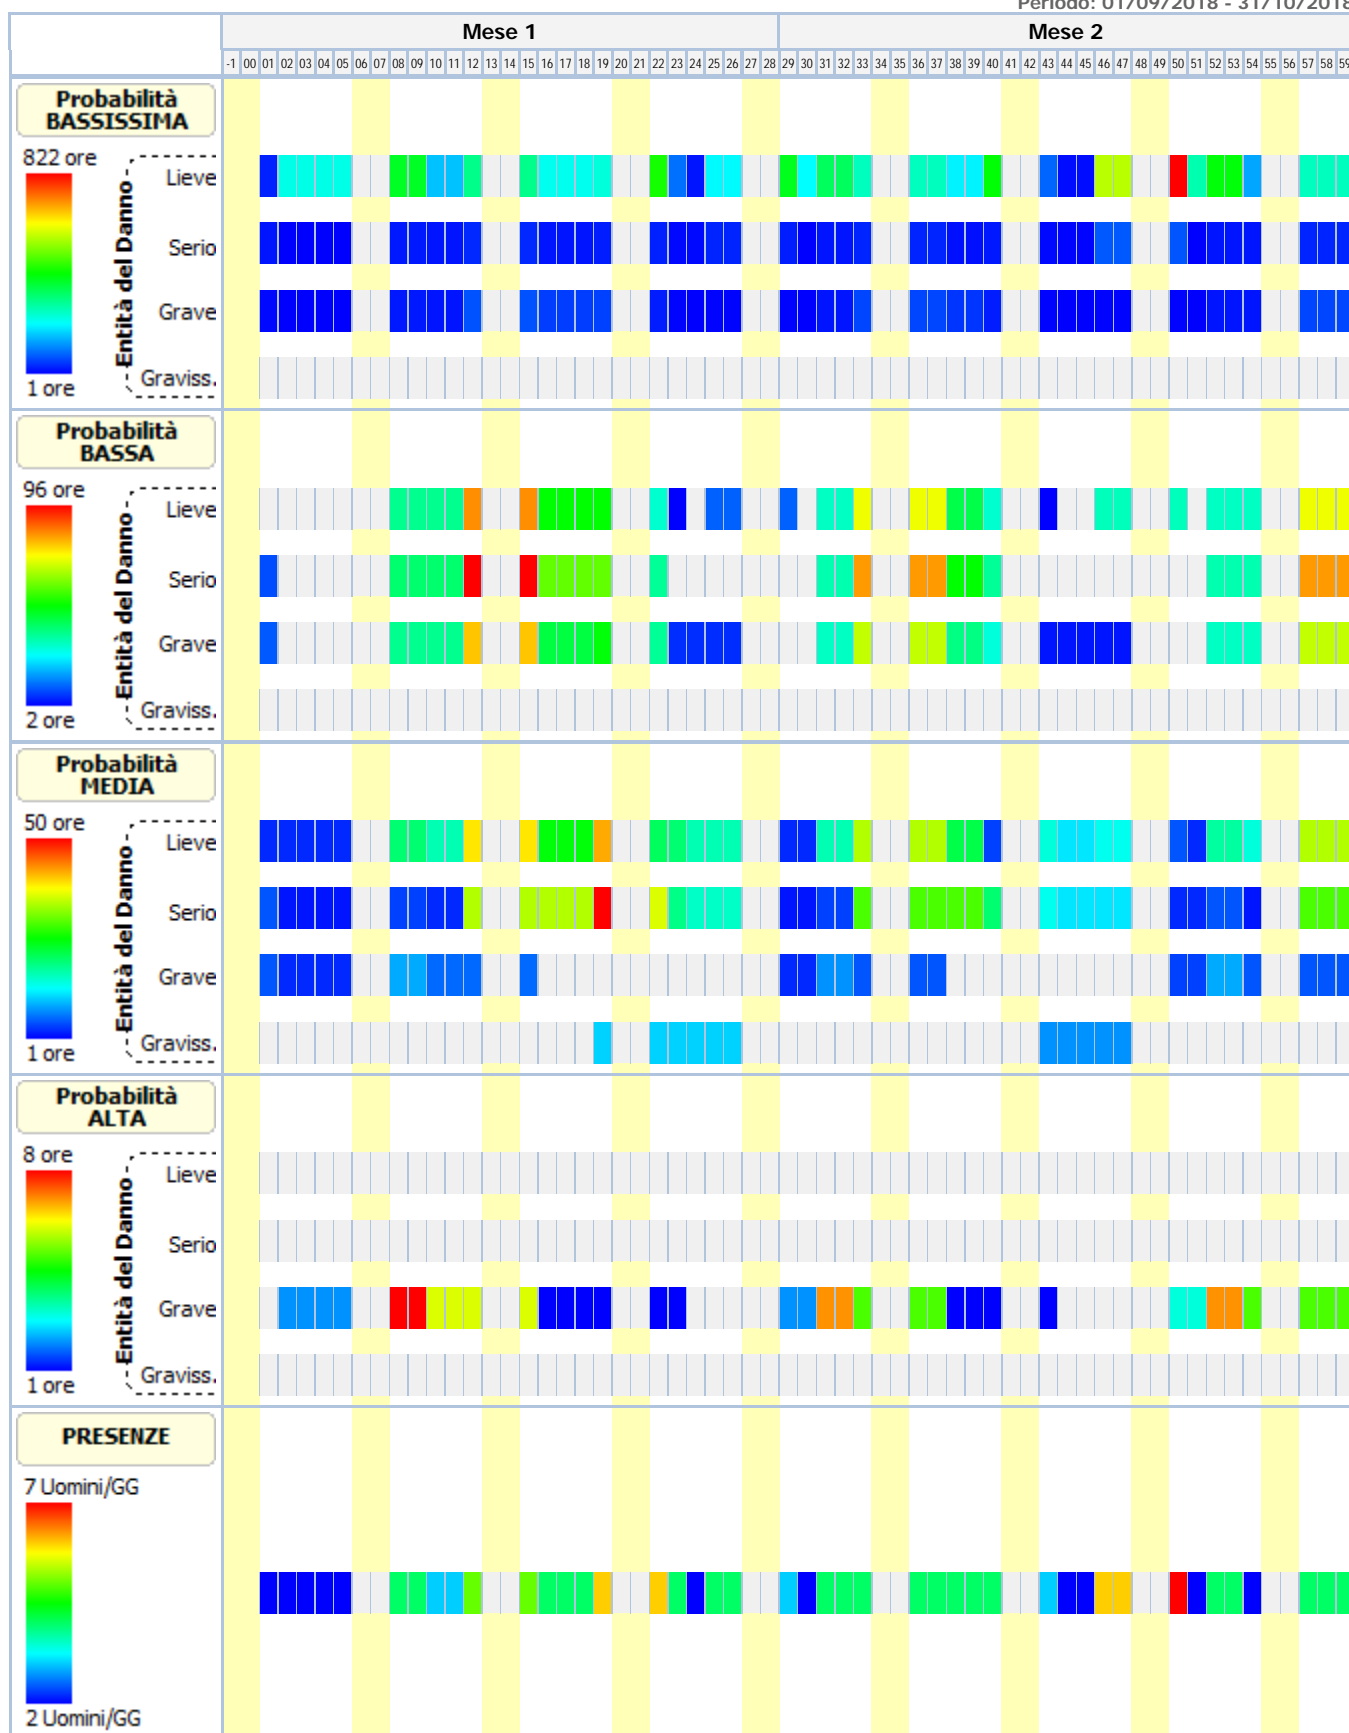 Periodo: 01/09/2018 - 31/10/2018
Mese 1 Mese 2
-1 00 01 02 03 04 05 06 07 08 09 10 11 12 13 14 15 16 17 18 19 20 21 22 23 24 25 26 27 28 29 30 31 32 33 34 35 36 37 38 39 40 41 42 43 44 45 46 47 48 49 50 51 52 53 54 55 56 57 58 59
Probabilità
BASSISSIMA
822 ore
Entità del Danno
Lieve
Serio
Grave
Graviss.
1 ore
Probabilità
BASSA
96 ore
Entità del Danno
Lieve
Serio
Grave
Graviss.
2 ore
Probabilità
MEDIA
50 ore
Entità del Danno
Lieve
Serio
Grave
Graviss.
1 ore
Probabilità
ALTA
8 ore
Entità del Danno
Lieve
Serio
Grave
Graviss.
1 ore
PRESENZE
7 Uomini/GG
2 Uomini/GG